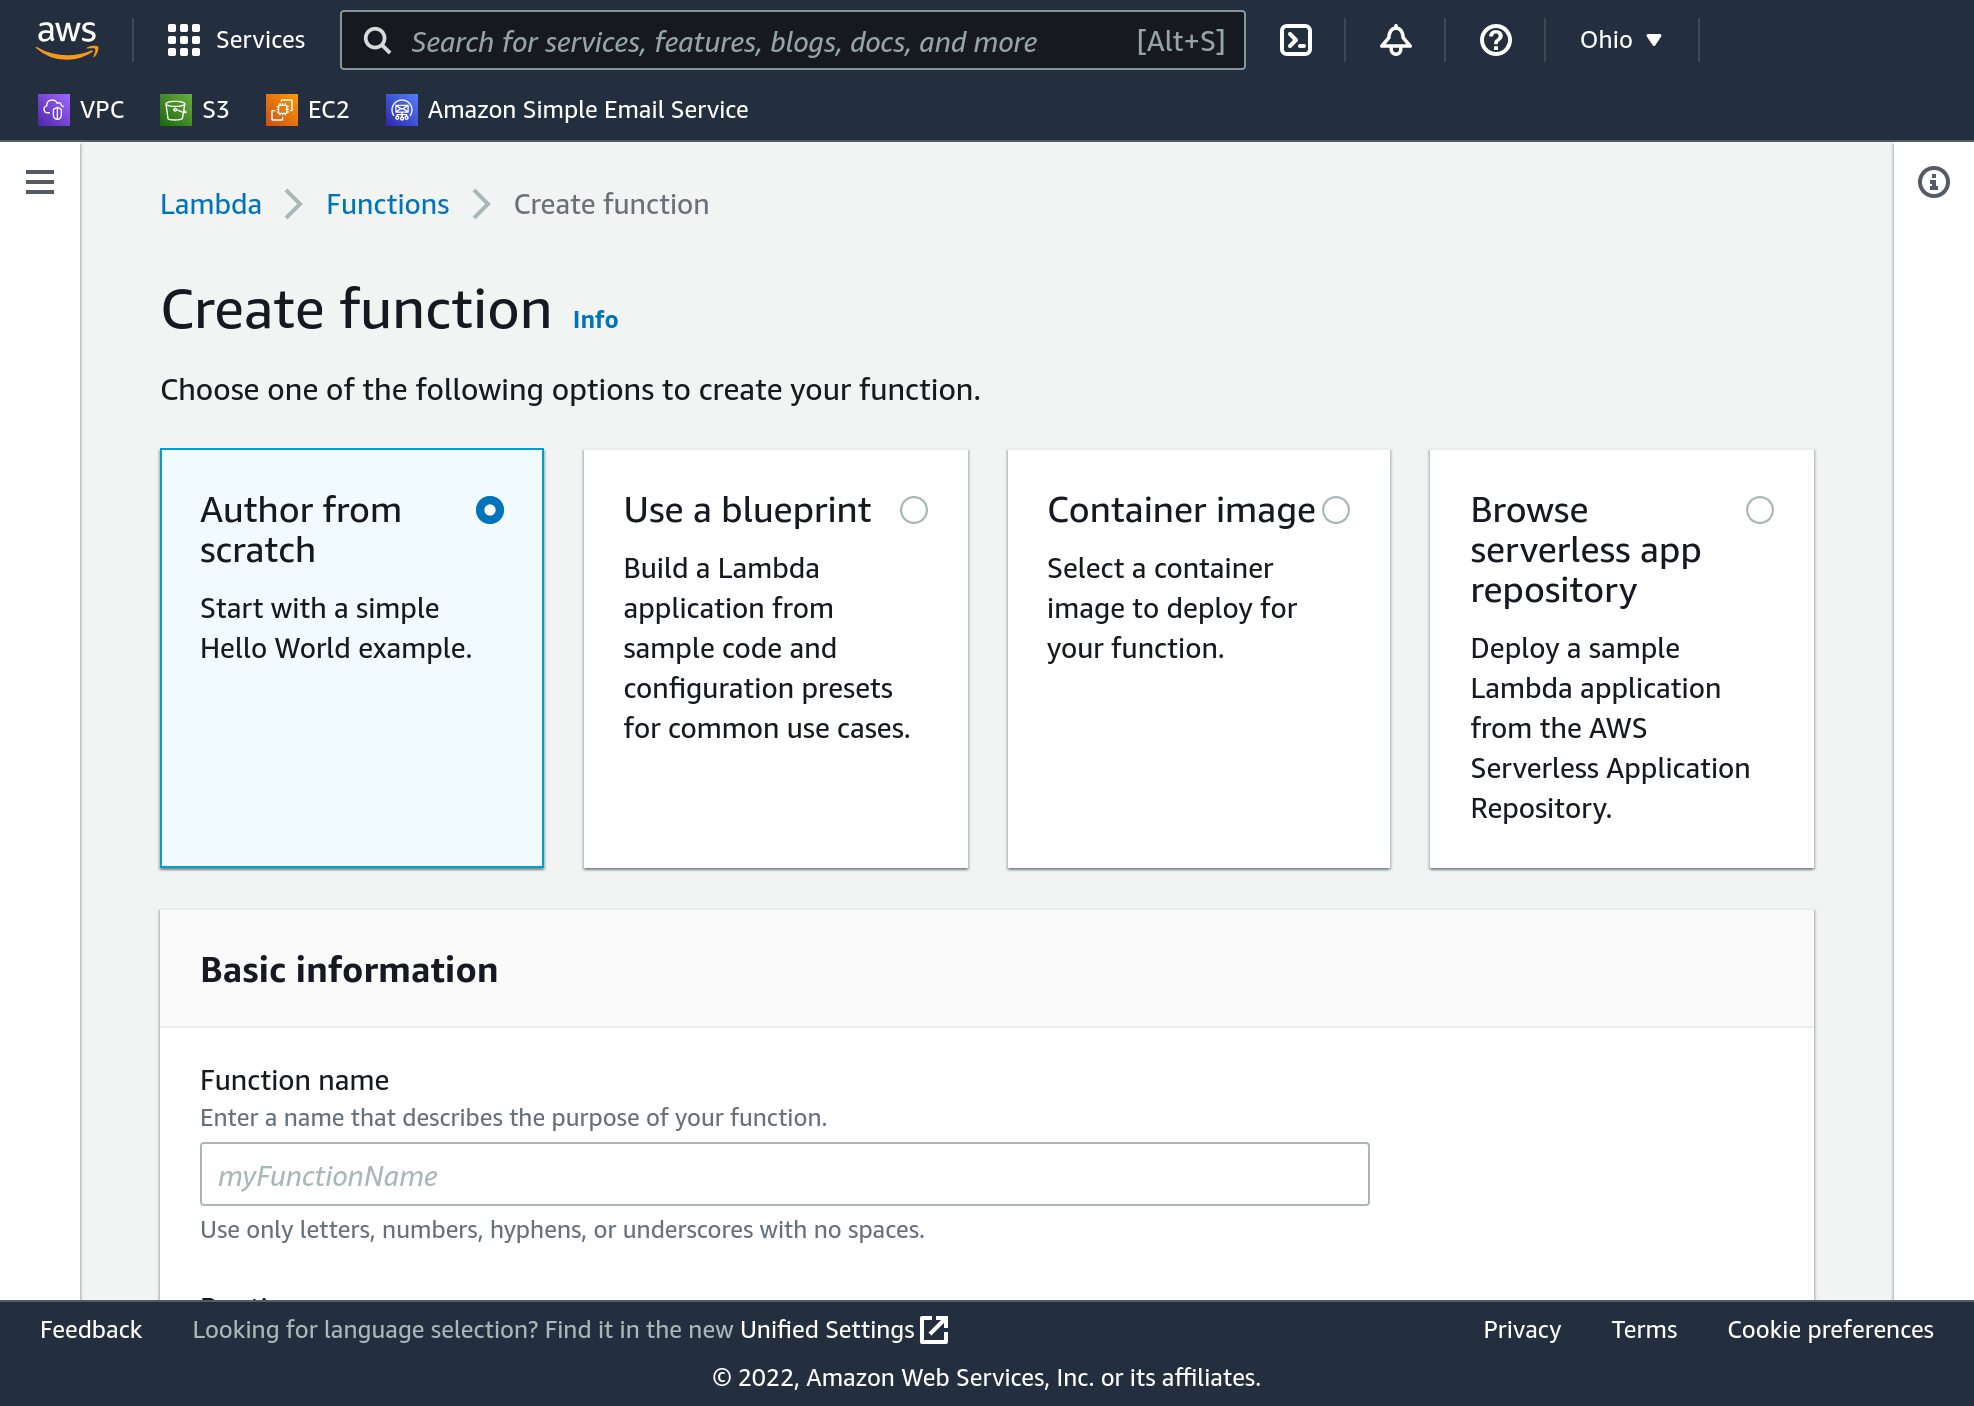 aws
Services
Search for services, features, blogs, docs, and more
[Alt+S]
Ohio
VPC
S3
EC2
Amazon Simple Email Service
Lambda
Functions
Create function
Create function
Info
Choose one of the following options to create your function.
Author from
scratch
Start with a simple
Hello World example.
Use a blueprint
Build a Lambda
application from
sample code and
configuration presets
for common use cases.
Container image
Select a container
image to deploy for
your function.
Browse
serverless app
repository
Deploy a sample
Lambda application
from the AWS
Serverless Application
Repository.
Basic information
Function name
Enter a name that describes the purpose of your function.
myFunctionName
Use only letters, numbers, hyphens, or underscores with no spaces.
Feedback
Looking for language selection? Find it in the new Unified Settings
Privacy
Terms
Cookie preferences
© 2022, Amazon Web Services, Inc. or its affiliates.